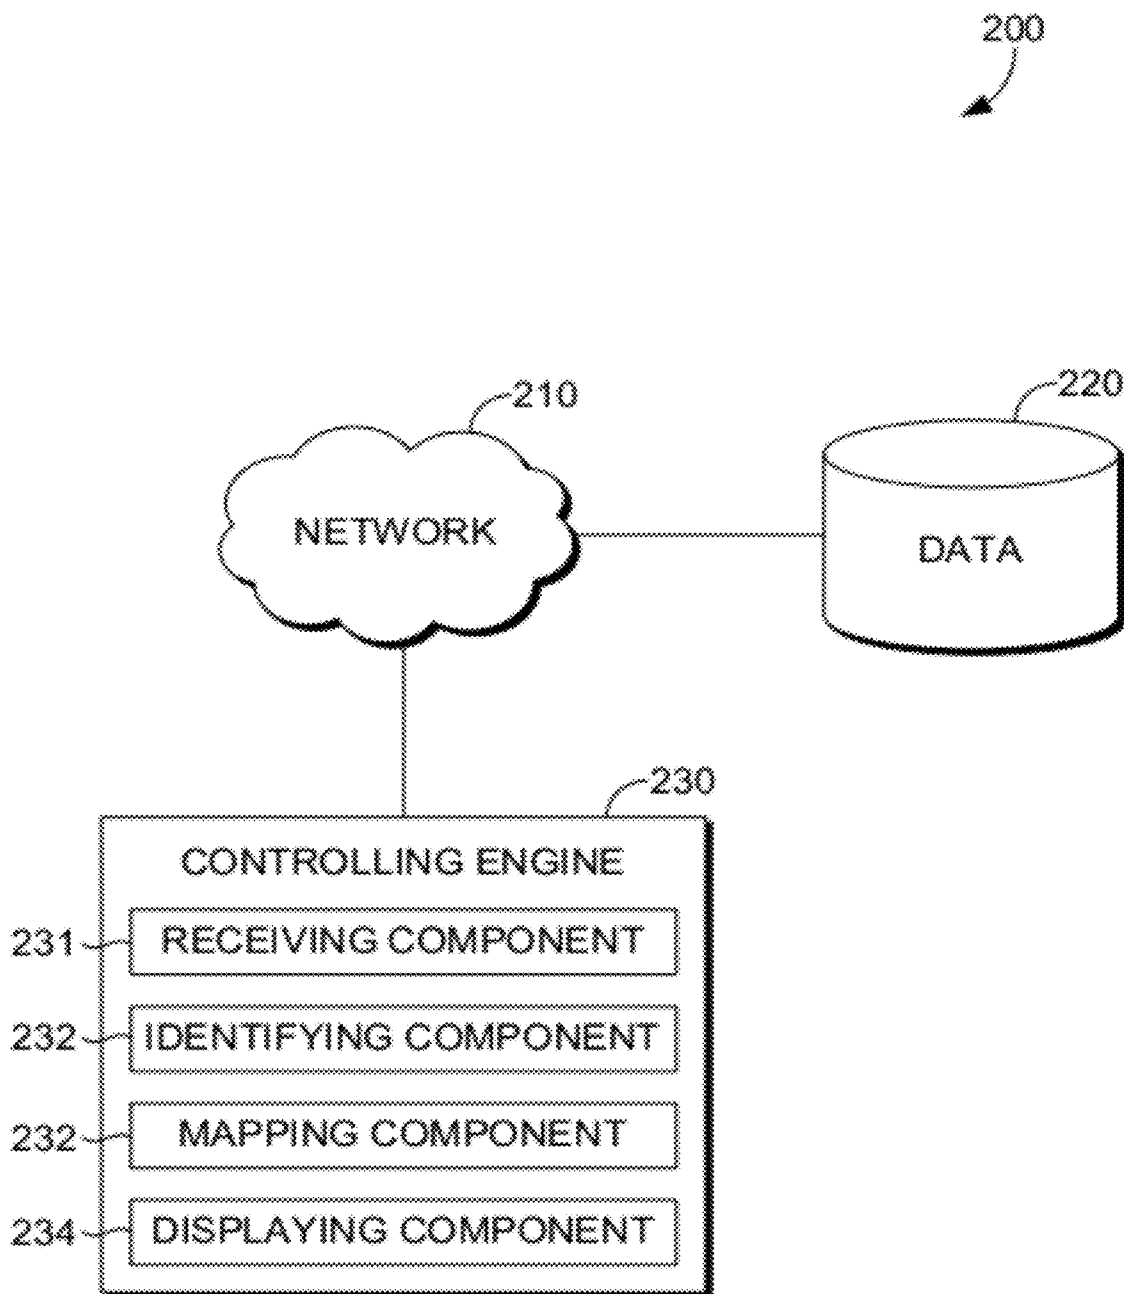 200
210
220
NETWORK
DATA
230
CONTROLLING ENGINE
231 RECEIVING COMPONENT
232 IDENTIFYING COMPONENT
232 MAPPING COMPONENT
234 DISPLAYING COMPONENT